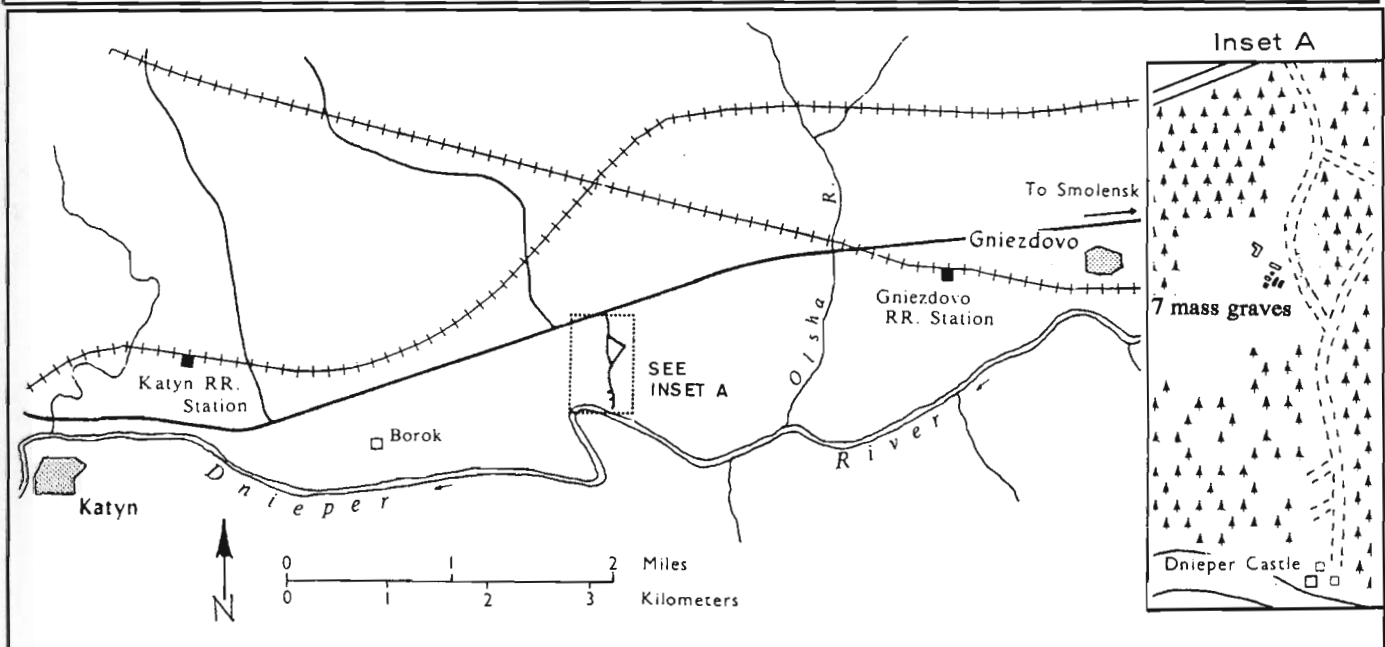 Inset A
To Smolensk
Gniezdovo
Olsha R.
Gniezdovo
RR. Station
7 mass graves
SEE
INSET A
Katyn RR.
Station
Borok
Dnieper
River
Katyn
Dnieper Castle
N
0 1 2 Miles
0 1 2 3 Kilometers